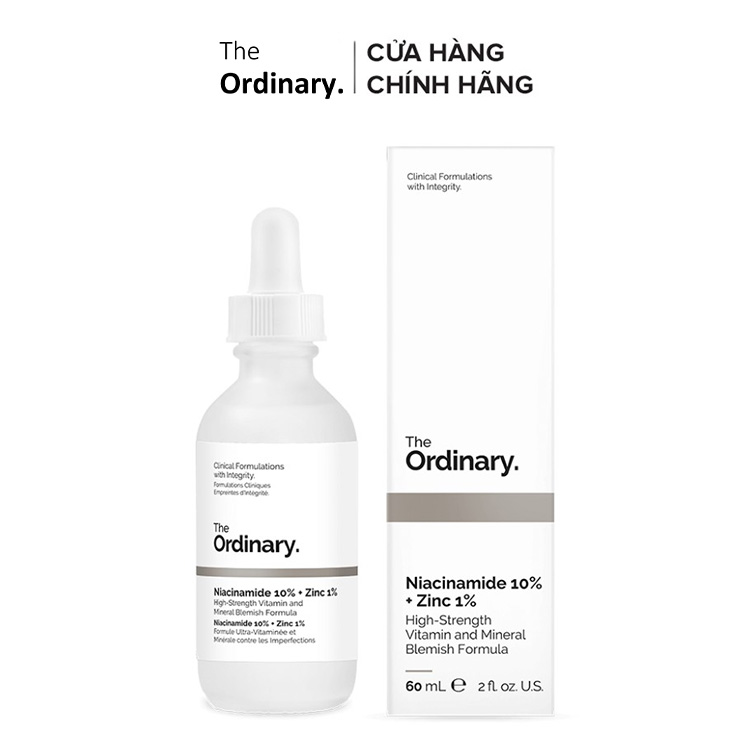 The
Ordinary.
CỬA HÀNG
CHÍNH HÃNG
Clinical Formulations
with Integrity.
Formulations Cliniques
Empreintes d'Intégrité.
The
Ordinary.
Niacinamide 10% + Zinc 1%
High-Strength Vitamin and
Mineral Blemish Formula
Niacinamide 10% + Zinc 1%
Formule Ultra-Vitaminée et
Minérale contre les Imperfections
Clinical Formulations
with Integrity.
The
Ordinary.
Niacinamide 10%
+ Zinc 1%
High-Strength
Vitamin and Mineral
Blemish Formula
60 mL ℮ 2 fl. oz. U.S.